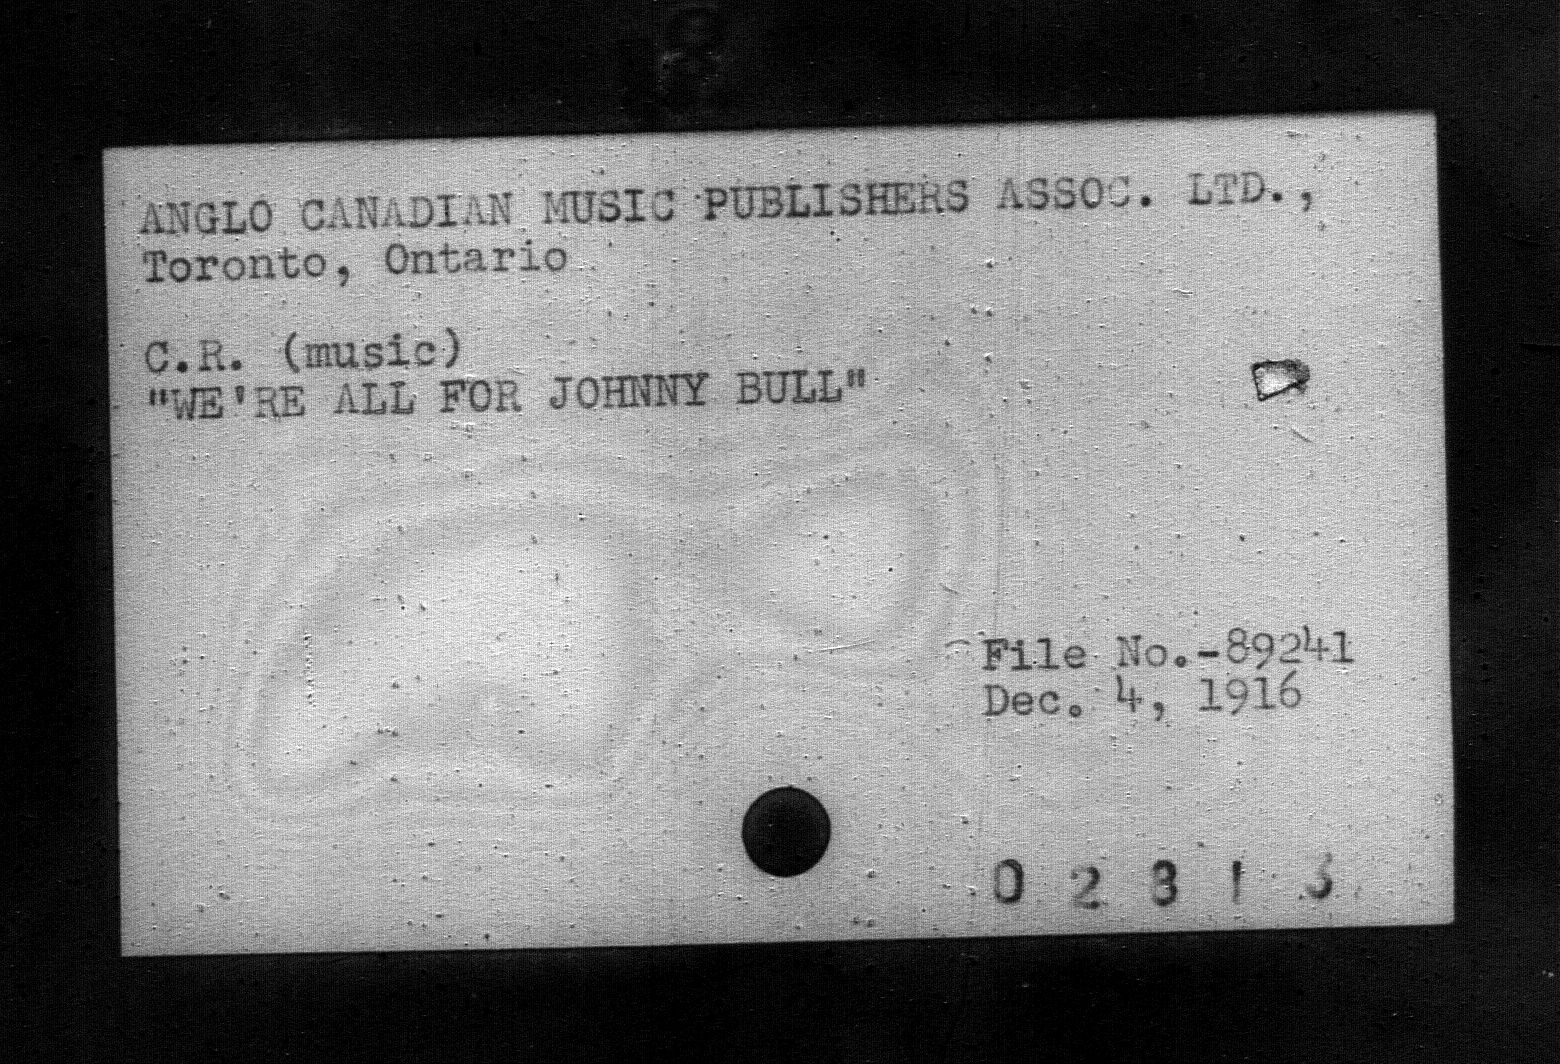 ANGLO CANADIAN MUSIC PUBLISHERS ASSOC. LTD.,
Toronto, Ontario
C.R. (music)
"WE'RE ALL FOR JOHNNY BULL"
File No.-89241
Dec. 4, 1916